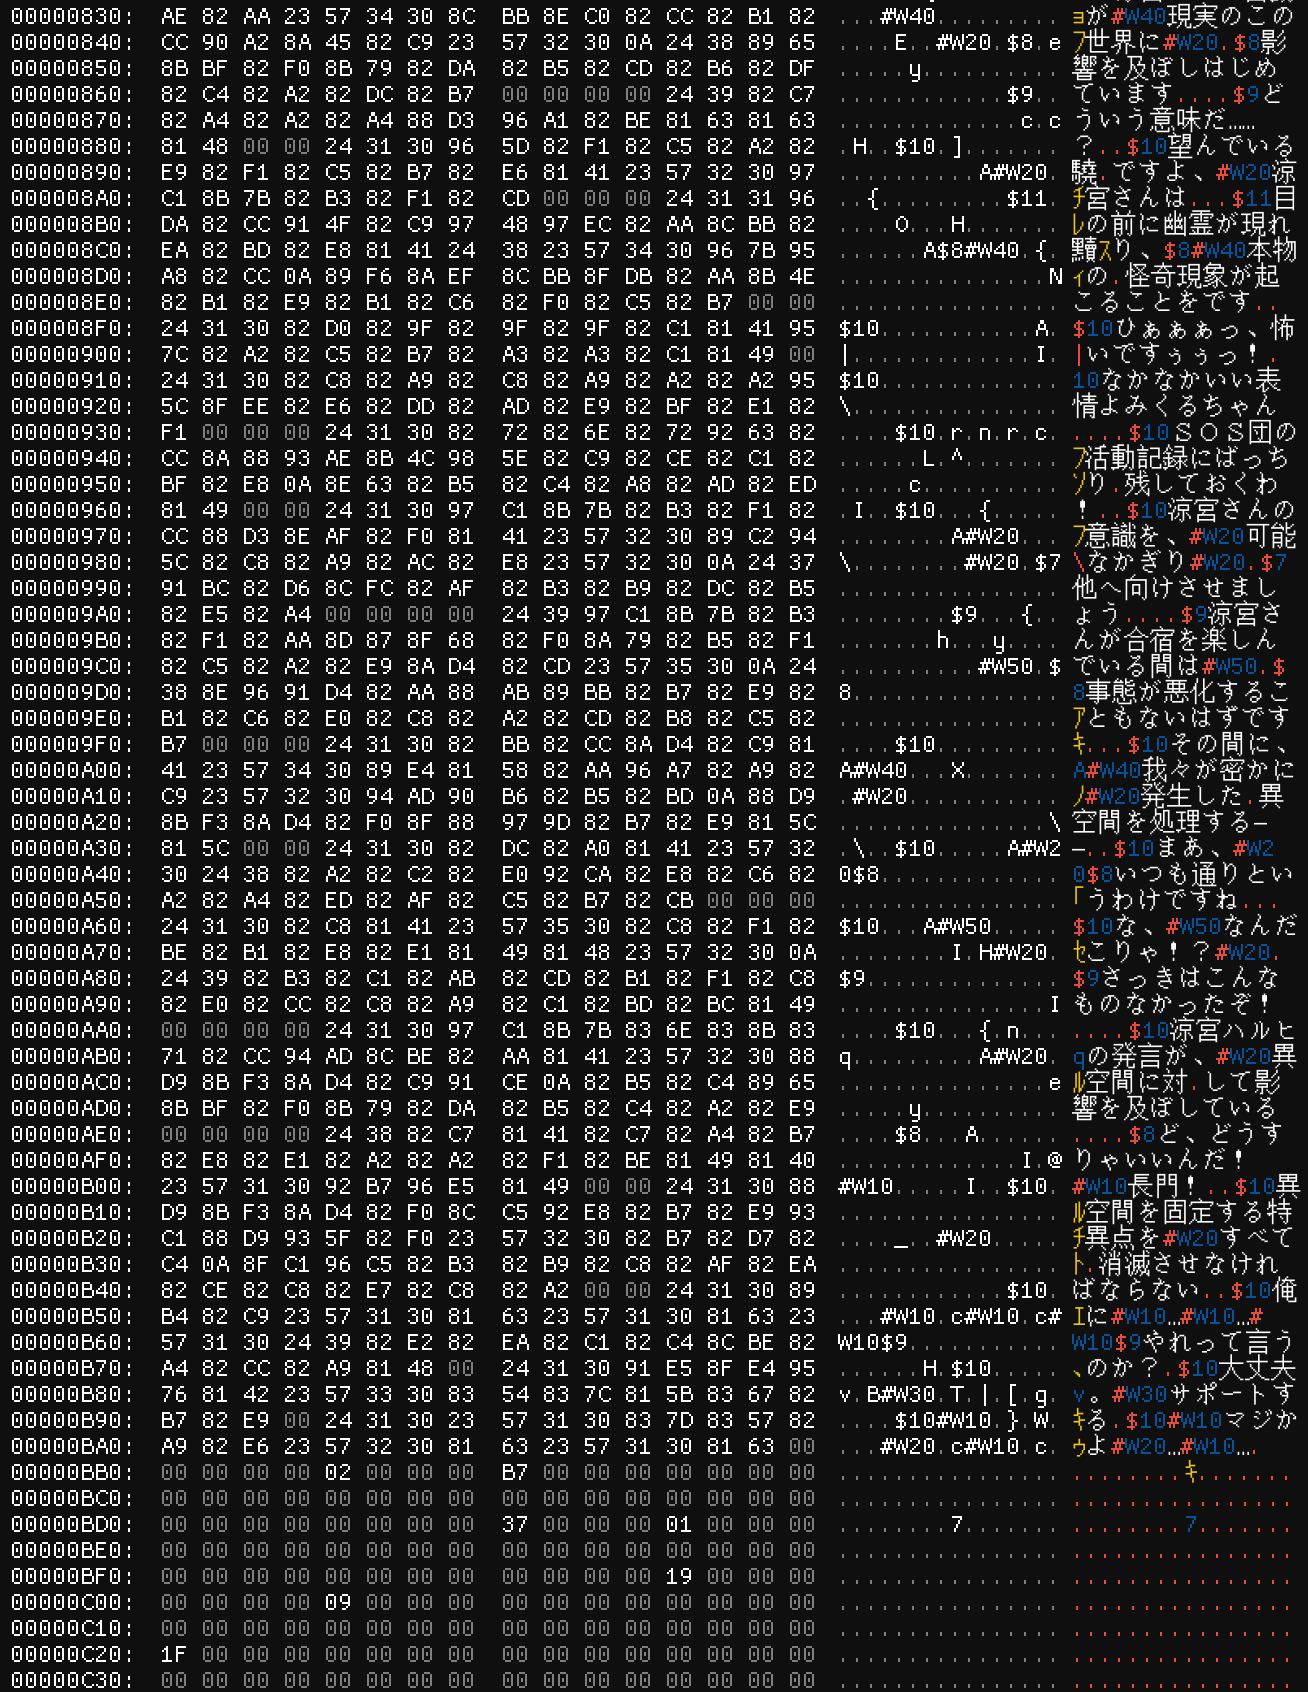 00000830: AE 82 AA 23 57 34 30 8C BB 8E C0 82 CC 82 B1 82 ...#W40......... ョが#W40現実のこの
00000840: CC 90 A2 8A 45 82 C9 23 57 32 30 0A 24 38 89 65 ....E..#W20.$8.e フ世界に#W20.$8影
00000850: 8B BF 82 F0 8B 79 82 DA 82 B5 82 CD 82 B6 82 DF .....y.......... 響を及ぼしはじめ
00000860: 82 C4 82 A2 82 DC 82 B7 00 00 00 00 24 39 82 C7 ............$9.. ています....$9ど
00000870: 82 A4 82 A2 82 A4 88 D3 96 A1 82 BE 81 63 81 63 .............c.c ういう意味だ……
00000880: 81 48 00 00 24 31 30 96 5D 82 F1 82 C5 82 A2 82 .H..$10.]....... ？..$10望んでいる
00000890: E9 82 F1 82 C5 82 B7 82 E6 81 41 23 57 32 30 97 ..........A#W20. 驍.ですよ、#W20涼
000008A0: C1 8B 7B 82 B3 82 F1 82 CD 00 00 00 24 31 31 96 ..{.........$11. チ宮さんは...$11目
000008B0: DA 82 CC 91 4F 82 C9 97 48 97 EC 82 AA 8C BB 82 ....O...H....... レの前に幽霊が現れ
000008C0: EA 82 BD 82 E8 81 41 24 38 23 57 34 30 96 7B 95 ......A$8#W40.{. 黷スり、$8#W40本物
000008D0: A8 82 CC 0A 89 F6 8A EF 8C BB 8F DB 82 AA 8B 4E ...............N ィの.怪奇現象が起
000008E0: 82 B1 82 E9 82 B1 82 C6 82 F0 82 C5 82 B7 00 00 ................ こることをです..
000008F0: 24 31 30 82 D0 82 9F 82 9F 82 9F 82 C1 81 41 95 $10...........A. $10ひぁぁぁっ、怖
00000900: 7C 82 A2 82 C5 82 B7 82 A3 82 A3 82 C1 81 49 00 |.............I. |いですぅぅっ！.
00000910: 24 31 30 82 C8 82 A9 82 C8 82 A9 82 A2 82 A2 95 $10............. 10なかなかいい表
00000920: 5C 8F EE 82 E6 82 DD 82 AD 82 E9 82 BF 82 E1 82 \............... 情よみくるちゃん
00000930: F1 00 00 00 24 31 30 82 72 82 6E 82 72 92 63 82 ....$10.r.n.r.c. ....$10ＳＯＳ団の
00000940: CC 8A 88 93 AE 8B 4C 98 5E 82 C9 82 CE 82 C1 82 ......L.^....... フ活動記録にばっち
00000950: BF 82 E8 0A 8E 63 82 B5 82 C4 82 A8 82 AD 82 ED .....c.......... ソり.残しておくわ
00000960: 81 49 00 00 24 31 30 97 C1 8B 7B 82 B3 82 F1 82 .I..$10...{..... ！..$10涼宮さんの
00000970: CC 88 D3 8E AF 82 F0 81 41 23 57 32 30 89 C2 94 ........A#W20... フ意識を、#W20可能
00000980: 5C 82 C8 82 A9 82 AC 82 E8 23 57 32 30 0A 24 37 \........#W20.$7 \なかぎり#W20.$7
00000990: 91 BC 82 D6 8C FC 82 AF 82 B3 82 B9 82 DC 82 B5 ................ 他へ向けさせまし
000009A0: 82 E5 82 A4 00 00 00 00 24 39 97 C1 8B 7B 82 B3 ........$9...{.. ょう....$9涼宮さ
000009B0: 82 F1 82 AA 8D 87 8F 68 82 F0 8A 79 82 B5 82 F1 .......h...y.... んが合宿を楽しん
000009C0: 82 C5 82 A2 82 E9 8A D4 82 CD 23 57 35 30 0A 24 ..........#W50.$ でいる間は#W50.$
000009D0: 38 8E 96 91 D4 82 AA 88 AB 89 BB 82 B7 82 E9 82 8............... 8事態が悪化するこ
000009E0: B1 82 C6 82 E0 82 C8 82 A2 82 CD 82 B8 82 C5 82 ................ アともないはずです
000009F0: B7 00 00 00 24 31 30 82 BB 82 CC 8A D4 82 C9 81 ....$10......... キ...$10その間に、
00000A00: 41 23 57 34 30 89 E4 81 58 82 AA 96 A7 82 A9 82 A#W40...X....... A#W40我々が密かに
00000A10: C9 23 57 32 30 94 AD 90 B6 82 B5 82 BD 0A 88 D9 .#W20........... ノ#W20発生した.異
00000A20: 8B F3 8A D4 82 F0 8F 88 97 9D 82 B7 82 E9 81 5C ...............\ 空間を処理する―
00000A30: 81 5C 00 00 24 31 30 82 DC 82 A0 81 41 23 57 32 .\..$10.....A#W2 ―..$10まあ、#W2
00000A40: 30 24 38 82 A2 82 C2 82 E0 92 CA 82 E8 82 C6 82 0$8............. 0$8いつも通りとい
00000A50: A2 82 A4 82 ED 82 AF 82 C5 82 B7 82 CB 00 00 00 ................ 「うわけですね...
00000A60: 24 31 30 82 C8 81 41 23 57 35 30 82 C8 82 F1 82 $10...A#W50..... $10な、#W50なんだ
00000A70: BE 82 B1 82 E8 82 E1 81 49 81 48 23 57 32 30 0A ........I.H#W20. セこりゃ！？#W20.
00000A80: 24 39 82 B3 82 C1 82 AB 82 CD 82 B1 82 F1 82 C8 $9.............. $9さっきはこんな
00000A90: 82 E0 82 CC 82 C8 82 A9 82 C1 82 BD 82 BC 81 49 ...............I ものなかったぞ！
00000AA0: 00 00 00 00 24 31 30 97 C1 8B 7B 83 6E 83 8B 83 ....$10...{.n... ....$10涼宮ハルヒ
00000AB0: 71 82 CC 94 AD 8C BE 82 AA 81 41 23 57 32 30 88 q.........A#W20. qの発言が、#W20異
00000AC0: D9 8B F3 8A D4 82 C9 91 CE 0A 82 B5 82 C4 89 65 ...............e ル空間に対.して影
00000AD0: 8B BF 82 F0 8B 79 82 DA 82 B5 82 C4 82 A2 82 E9 .....y.......... 響を及ぼしている
00000AE0: 00 00 00 00 24 38 82 C7 81 41 82 C7 82 A4 82 B7 ....$8...A...... ....$8ど、どうす
00000AF0: 82 E8 82 E1 82 A2 82 A2 82 F1 82 BE 81 49 81 40 .............I.@ りゃいいんだ！
00000B00: 23 57 31 30 92 B7 96 E5 81 49 00 00 24 31 30 88 #W10.....I..$10. #W10長門！..$10異
00000B10: D9 8B F3 8A D4 82 F0 8C C5 92 E8 82 B7 82 E9 93 ................ ル空間を固定する特
00000B20: C1 88 D9 93 5F 82 F0 23 57 32 30 82 B7 82 D7 82 ...._..#W20..... チ異点を#W20すべて
00000B30: C4 0A 8F C1 96 C5 82 B3 82 B9 82 C8 82 AF 82 EA ................ ト.消滅させなけれ
00000B40: 82 CE 82 C8 82 E7 82 C8 82 A2 00 00 24 31 30 89 ............$10. ばならない..$10俺
00000B50: B4 82 C9 23 57 31 30 81 63 23 57 31 30 81 63 23 ...#W10.c#W10.c# エに#W10…#W10…#
00000B60: 57 31 30 24 39 82 E2 82 EA 82 C1 82 C4 8C BE 82 W10$9........... W10$9やれって言う
00000B70: A4 82 CC 82 A9 81 48 00 24 31 30 91 E5 8F E4 95 ......H.$10..... 、のか？.$10大丈夫
00000B80: 76 81 42 23 57 33 30 83 54 83 7C 81 5B 83 67 82 v.B#W30.T.|.[.g. v。#W30サポートす
00000B90: B7 82 E9 00 24 31 30 23 57 31 30 83 7D 83 57 82 ....$10#W10.}.W. キる.$10#W10マジか
00000BA0: A9 82 E6 23 57 32 30 81 63 23 57 31 30 81 63 00 ...#W20.c#W10.c. ゥよ#W20…#W10….
00000BB0: 00 00 00 00 02 00 00 00 B7 00 00 00 00 00 00 00 ................ ........キ.......
00000BC0: 00 00 00 00 00 00 00 00 00 00 00 00 00 00 00 00 ................ ................
00000BD0: 00 00 00 00 00 00 00 00 37 00 00 00 01 00 00 00 ........7....... ........7.......
00000BE0: 00 00 00 00 00 00 00 00 00 00 00 00 00 00 00 00 ................ ................
00000BF0: 00 00 00 00 00 00 00 00 00 00 00 00 19 00 00 00 ................ ................
00000C00: 00 00 00 00 09 00 00 00 00 00 00 00 00 00 00 00 ................ ................
00000C10: 00 00 00 00 00 00 00 00 00 00 00 00 00 00 00 00 ................ ................
00000C20: 1F 00 00 00 00 00 00 00 00 00 00 00 00 00 00 00 ................ ................
00000C30: 00 00 00 00 00 00 00 00 00 00 00 00 00 00 00 00 ................ ................